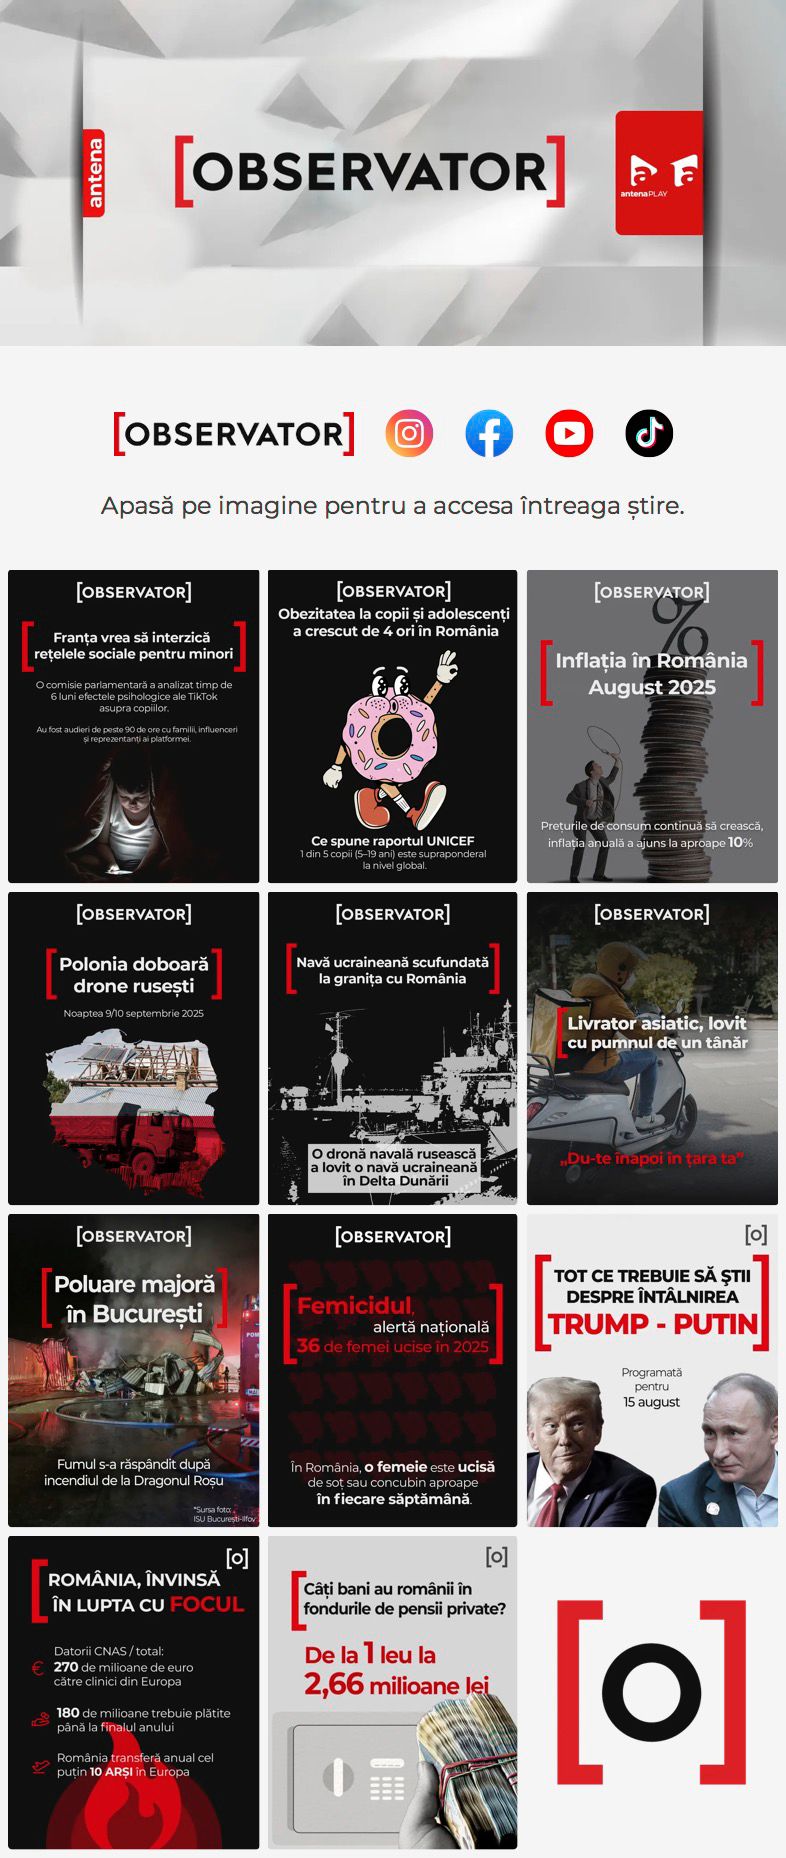 antena
[OBSERVATOR]
antenaPLAY
[OBSERVATOR]
Apasă pe imagine pentru a accesa întreaga știre.
[OBSERVATOR]
Franța vrea să interzică
rețelele sociale pentru minori
O comisie parlamentară a analizat timp de
6 luni efectele psihologice ale TikTok
asupra copiilor.
Au fost audieri de peste 90 de ore cu familii, influenceri
și reprezentanți ai platformei.
[OBSERVATOR]
Obezitatea la copii și adolescenți
a crescut de 4 ori în România
Ce spune raportul UNICEF
1 din 5 copii (5–19 ani) este supraponderal
la nivel global.
[OBSERVATOR]
%
Inflația în România
August 2025
Prețurile de consum continuă să crească,
inflația anuală a ajuns la aproape 10%
[OBSERVATOR]
Polonia doboară
drone rusești
Noaptea 9/10 septembrie 2025
[OBSERVATOR]
Navă ucraineană scufundată
la granița cu România
O dronă navală rusească
a lovit o navă ucraineană
în Delta Dunării
[OBSERVATOR]
Livrator asiatic, lovit
cu pumnul de un tânăr
„Du-te înapoi în țara ta”
[OBSERVATOR]
Poluare majoră
în București
Fumul s-a răspândit după
incendiul de la Dragonul Roșu
*Sursa foto:
ISU București-Ilfov
[OBSERVATOR]
Femicidul,
alertă națională
36 de femei ucise în 2025
În România, o femeie este ucisă
de soț sau concubin aproape
în fiecare săptămână.
[O]
TOT CE TREBUIE SĂ ŞTII
DESPRE ÎNTÂLNIREA
TRUMP - PUTIN
Programată
pentru
15 august
[O]
ROMÂNIA, ÎNVINSĂ
ÎN LUPTA CU FOCUL
Datorii CNAS / total:
270 de milioane de euro
către clinici din Europa
180 de milioane trebuie plătite
până la finalul anului
România transferă anual cel
puțin 10 ARȘI în Europa
[O]
Câți bani au românii în
fondurile de pensii private?
De la 1 leu la
2,66 milioane lei
[O]